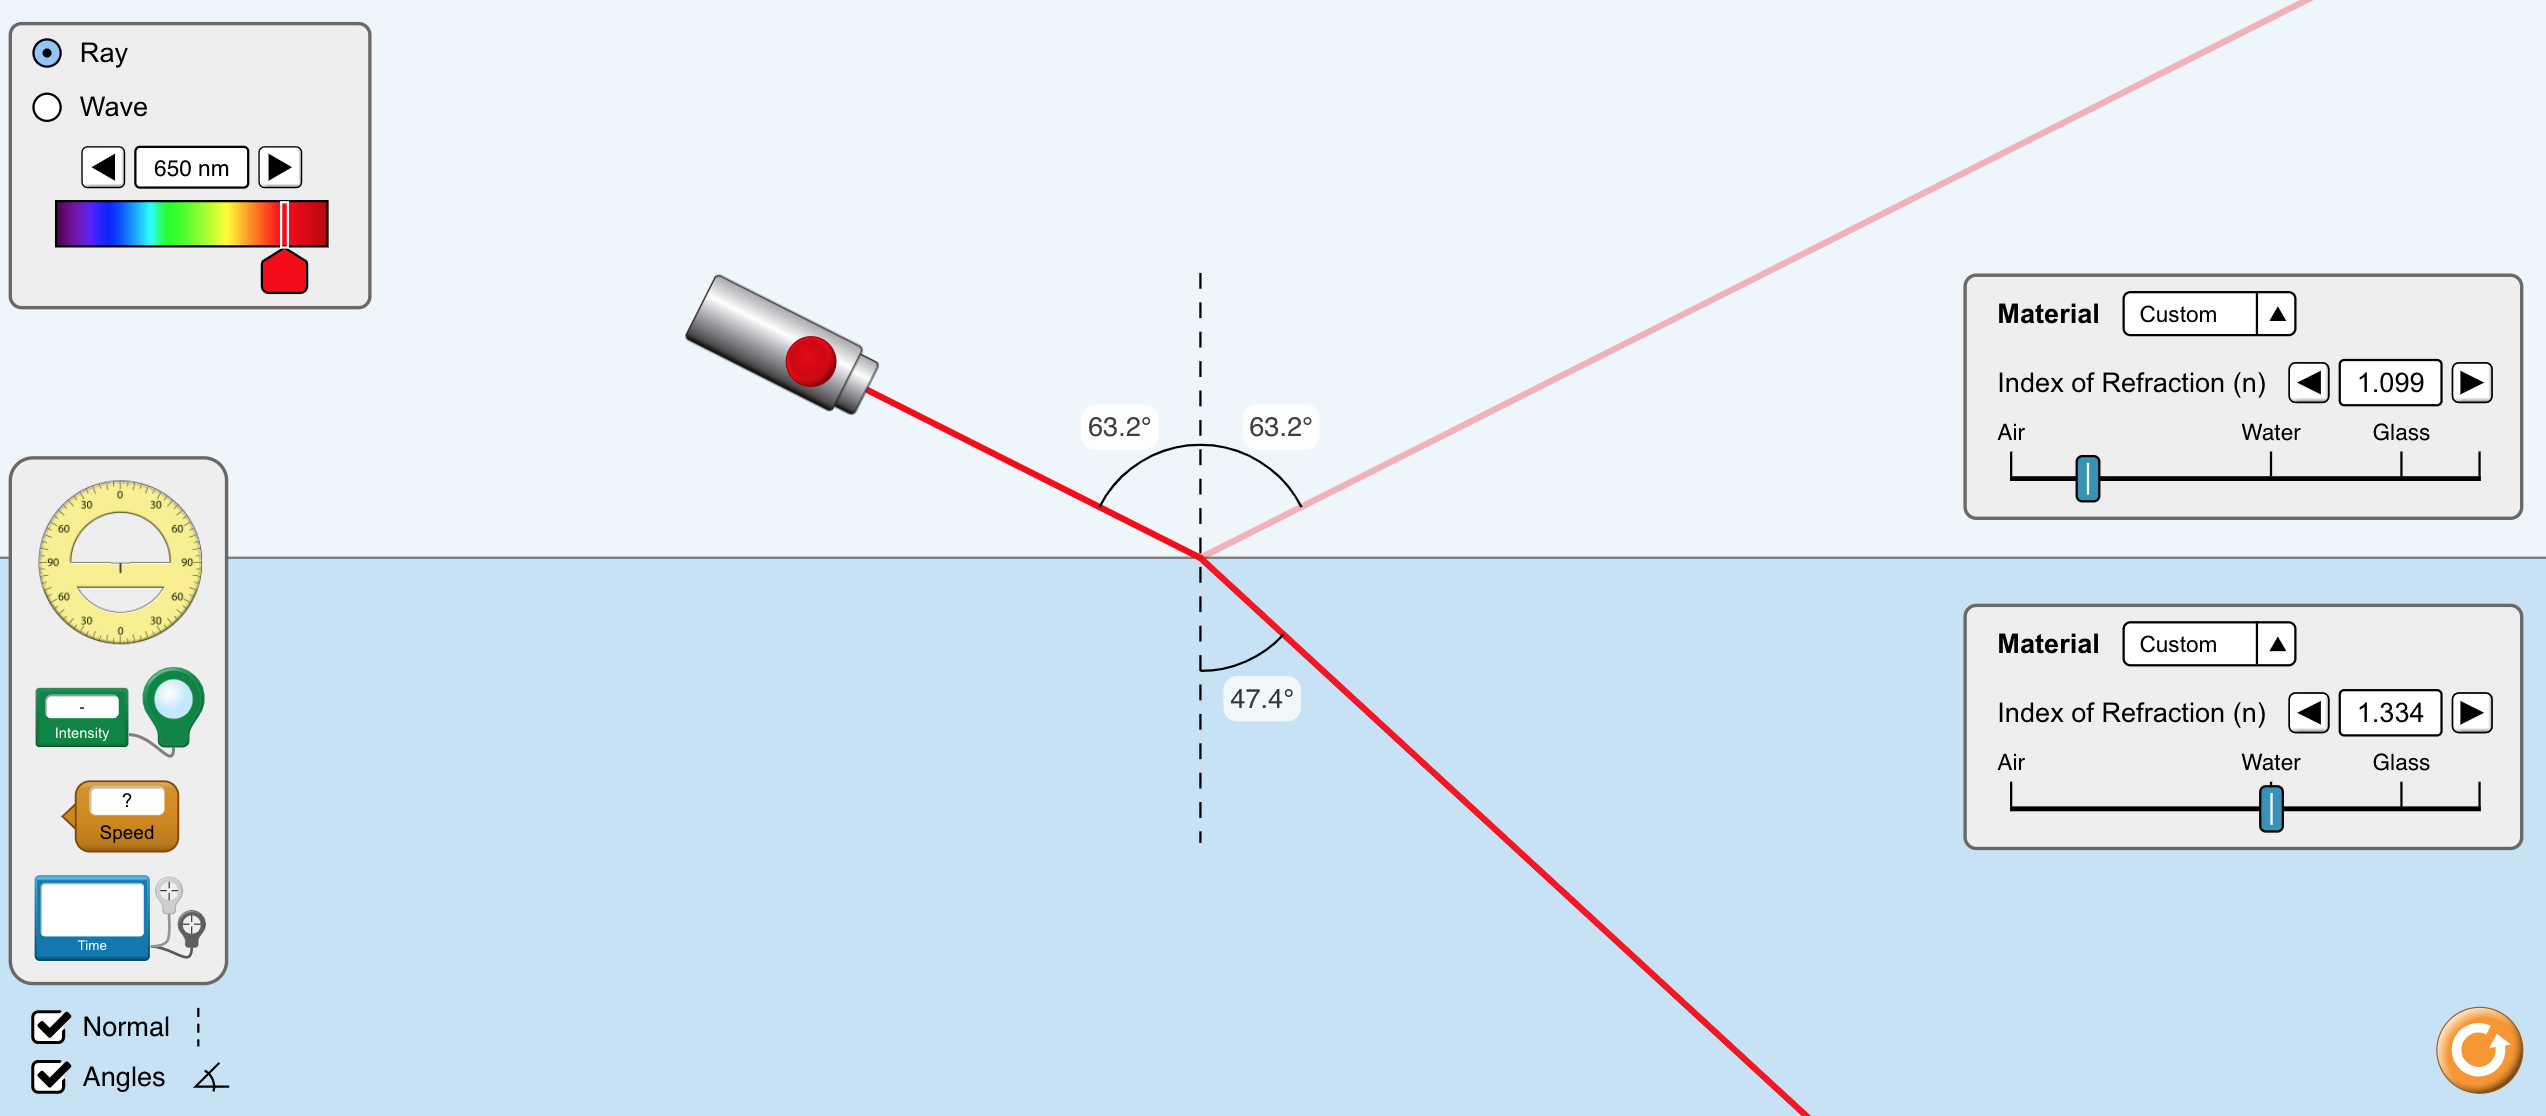 Ray
Wave
650 nm
63.2°
63.2°
47.4°
Material Custom
Index of Refraction (n) 1.099
Air Water Glass
Material Custom
Index of Refraction (n) 1.334
Air Water Glass
0
30 30
60 60
90 90
60 60
30 30
0
-
Intensity
?
Speed
Time
Normal
Angles